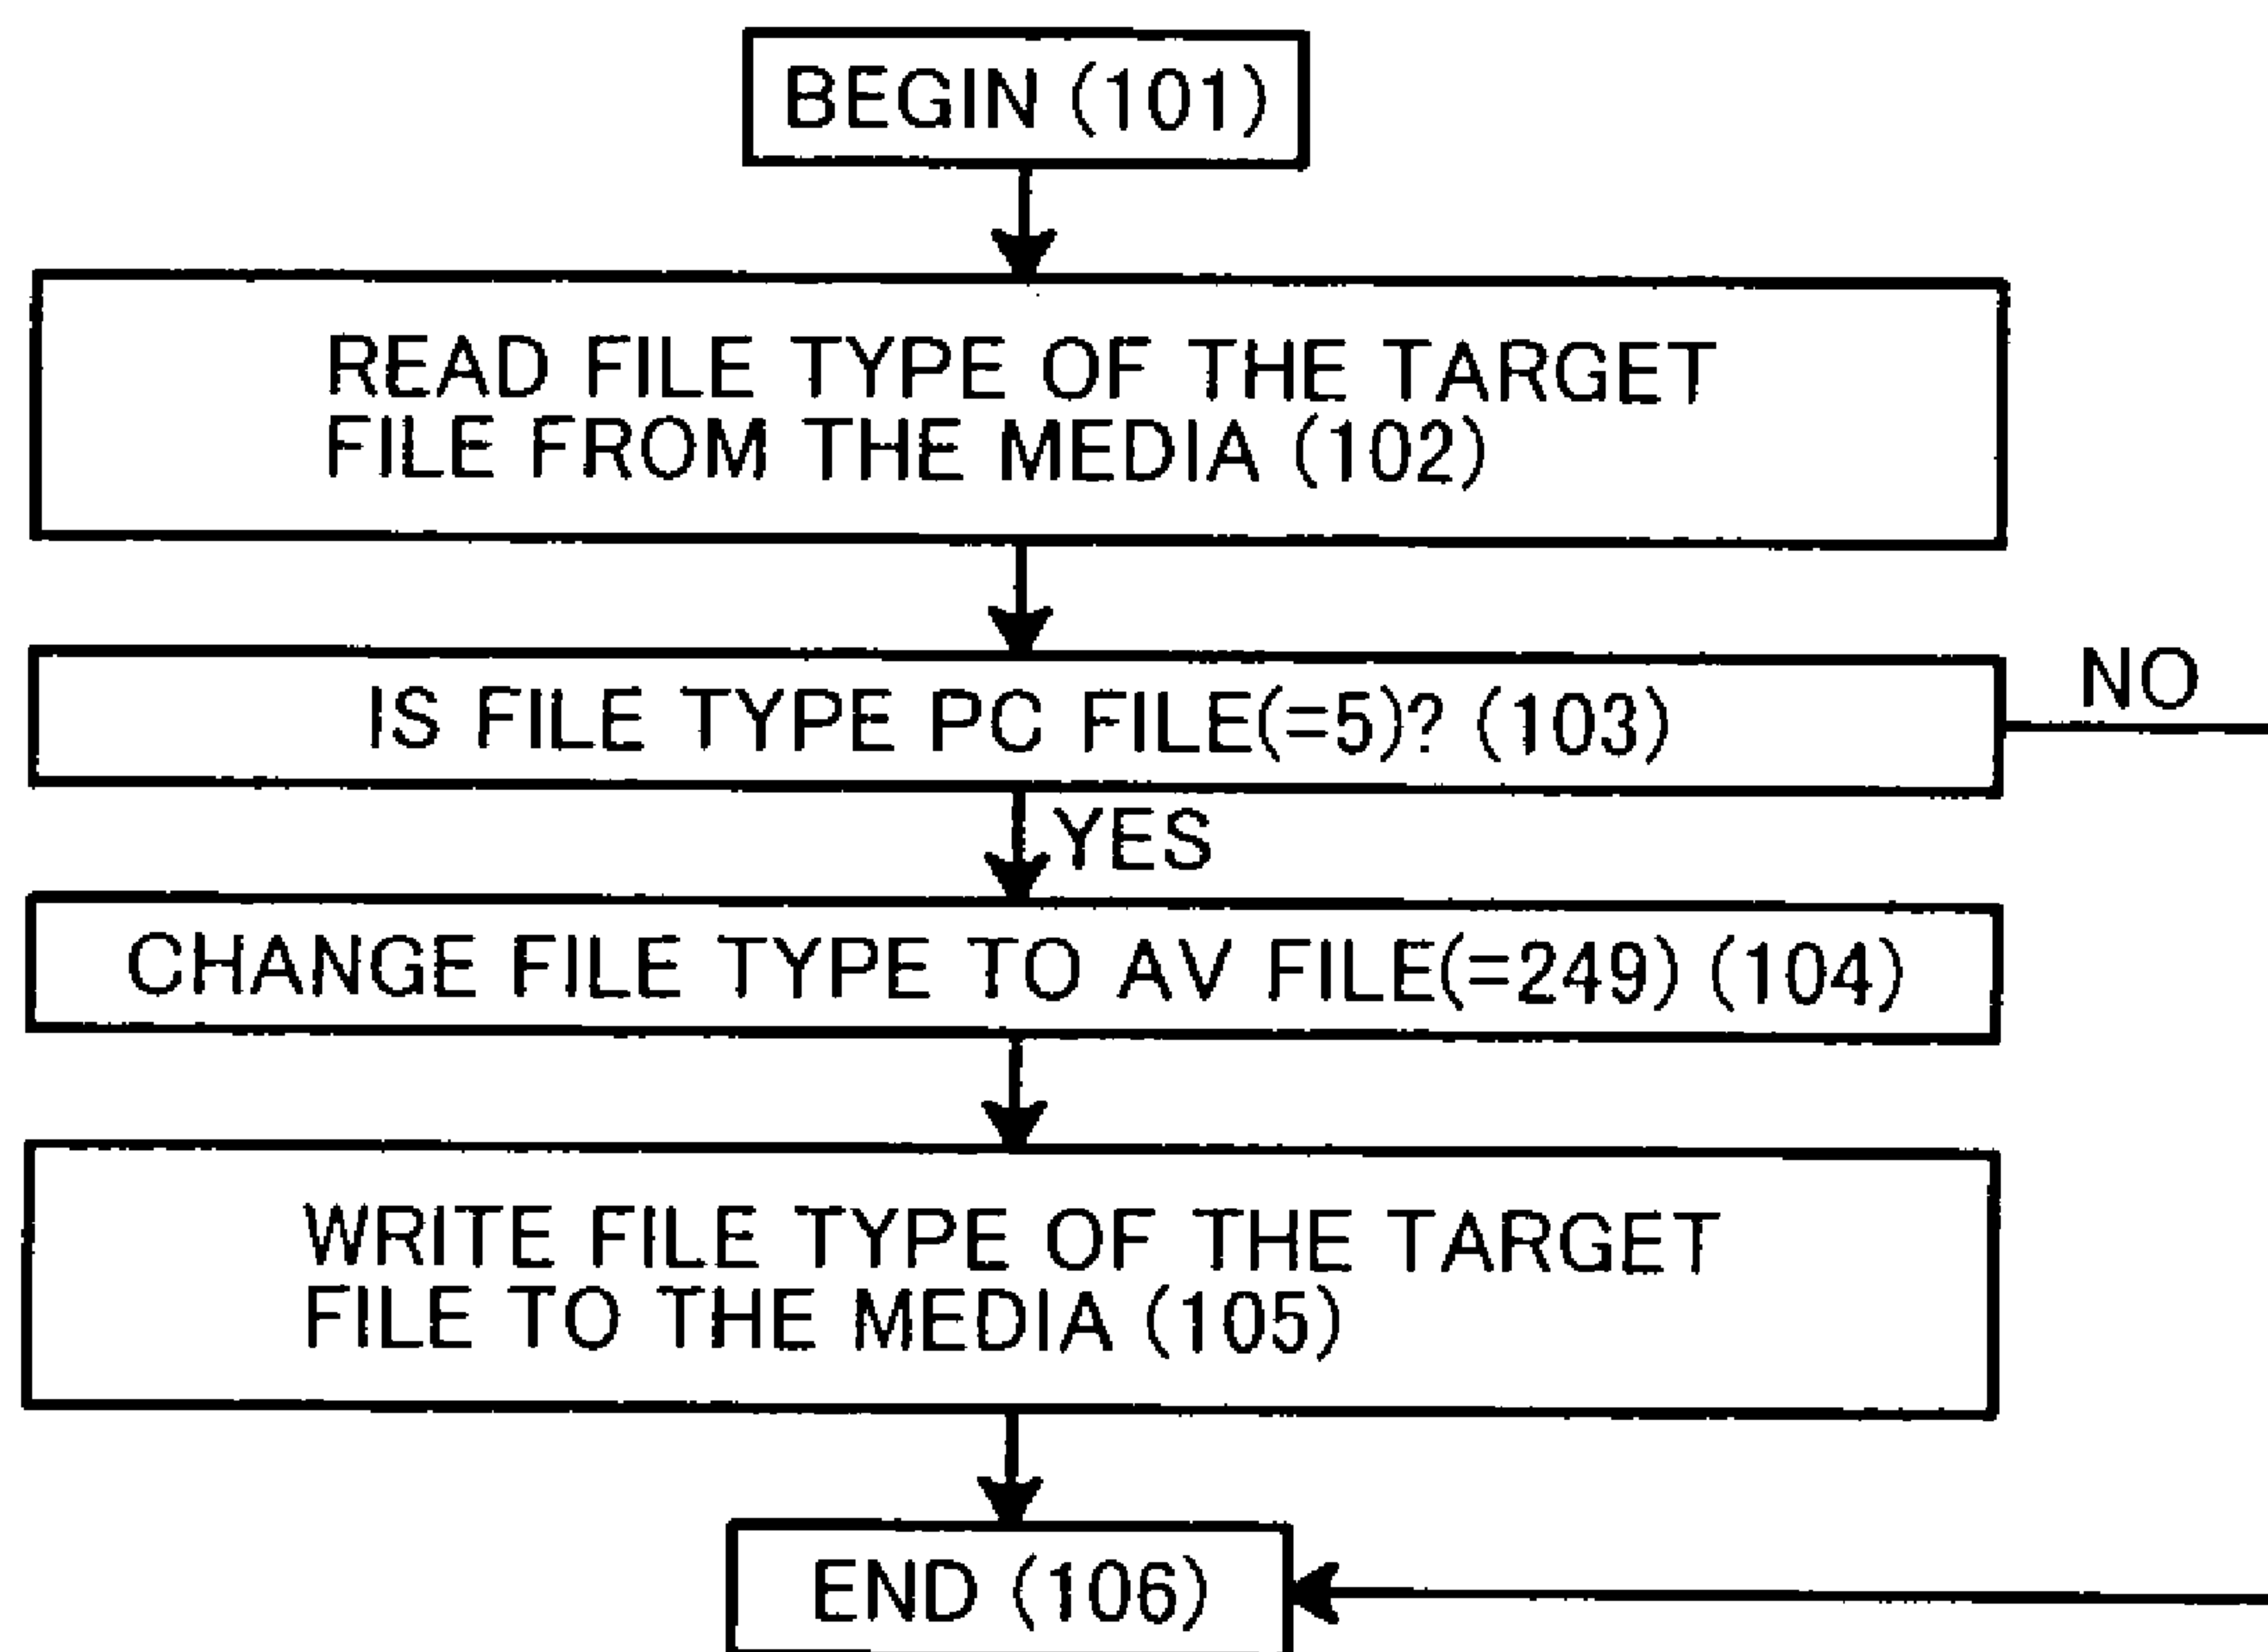 BEGIN (101)
READ FILE TYPE OF THE TARGET
FILE FROM THE MEDIA (102)
IS FILE TYPE PC FILE(=5)? (103)
NO
YES
CHANGE FILE TYPE TO AV FILE(=249) (104)
WRITE FILE TYPE OF THE TARGET
FILE TO THE MEDIA (105)
END (106)